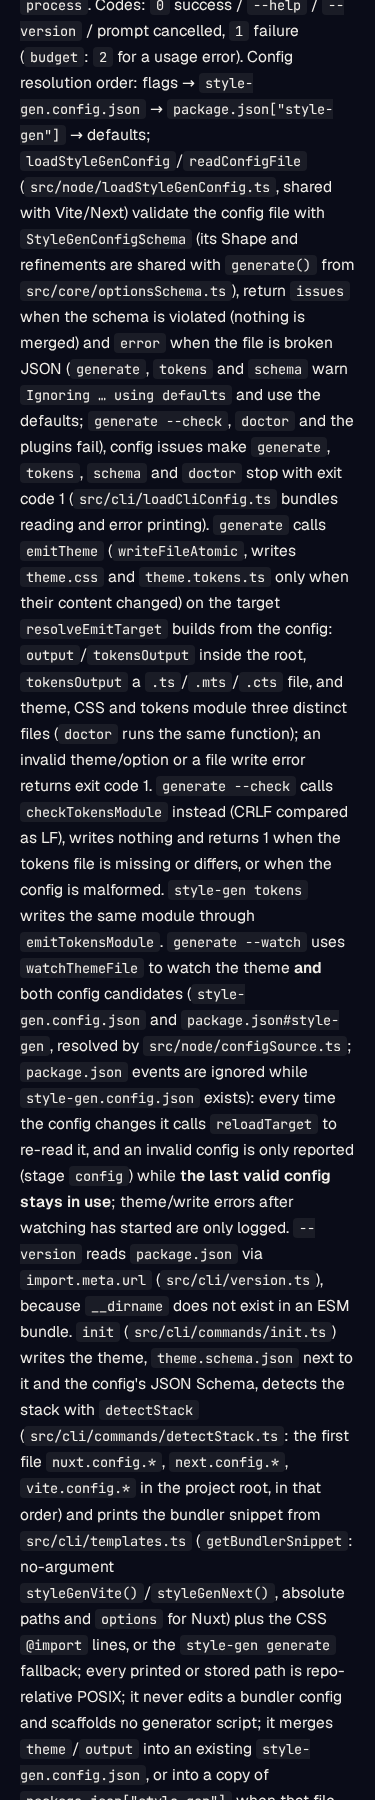 process . Codes: 0 success / --help / --
version / prompt cancelled, 1 failure
( budget : 2 for a usage error). Config
resolution order: flags → style-
gen.config.json → package.json["style-
gen"] → defaults;
loadStyleGenConfig / readConfigFile
( src/node/loadStyleGenConfig.ts , shared
with Vite/Next) validate the config file with
StyleGenConfigSchema (its Shape and
refinements are shared with generate() from
src/core/optionsSchema.ts ), return issues
when the schema is violated (nothing is
merged) and error when the file is broken
JSON ( generate , tokens and schema warn
Ignoring … using defaults and use the
defaults; generate --check , doctor and the
plugins fail), config issues make generate ,
tokens , schema and doctor stop with exit
code 1 ( src/cli/loadCliConfig.ts bundles
reading and error printing). generate calls
emitTheme ( writeFileAtomic , writes
theme.css and theme.tokens.ts only when
their content changed) on the target
resolveEmitTarget builds from the config:
output / tokensOutput inside the root,
tokensOutput a .ts / .mts / .cts file, and
theme, CSS and tokens module three distinct
files ( doctor runs the same function); an
invalid theme/option or a file write error
returns exit code 1. generate --check calls
checkTokensModule instead (CRLF compared
as LF), writes nothing and returns 1 when the
tokens file is missing or differs, or when the
config is malformed. style-gen tokens
writes the same module through
emitTokensModule . generate --watch uses
watchThemeFile to watch the theme and
both config candidates ( style-
gen.config.json and package.json#style-
gen , resolved by src/node/configSource.ts ;
package.json events are ignored while
style-gen.config.json exists): every time
the config changes it calls reloadTarget to
re-read it, and an invalid config is only reported
(stage config ) while the last valid config
stays in use; theme/write errors after
watching has started are only logged. --
version reads package.json via
import.meta.url ( src/cli/version.ts ),
because __dirname does not exist in an ESM
bundle. init ( src/cli/commands/init.ts )
writes the theme, theme.schema.json next to
it and the config's JSON Schema, detects the
stack with detectStack
( src/cli/commands/detectStack.ts : the first
file nuxt.config.* , next.config.* ,
vite.config.* in the project root, in that
order) and prints the bundler snippet from
src/cli/templates.ts ( getBundlerSnippet :
no-argument
styleGenVite() / styleGenNext() , absolute
paths and options for Nuxt) plus the CSS
@import lines, or the style-gen generate
fallback; every printed or stored path is repo-
relative POSIX; it never edits a bundler config
and scaffolds no generator script; it merges
theme / output into an existing style-
gen.config.json , or into a copy of
package.json["style-gen"] when that file